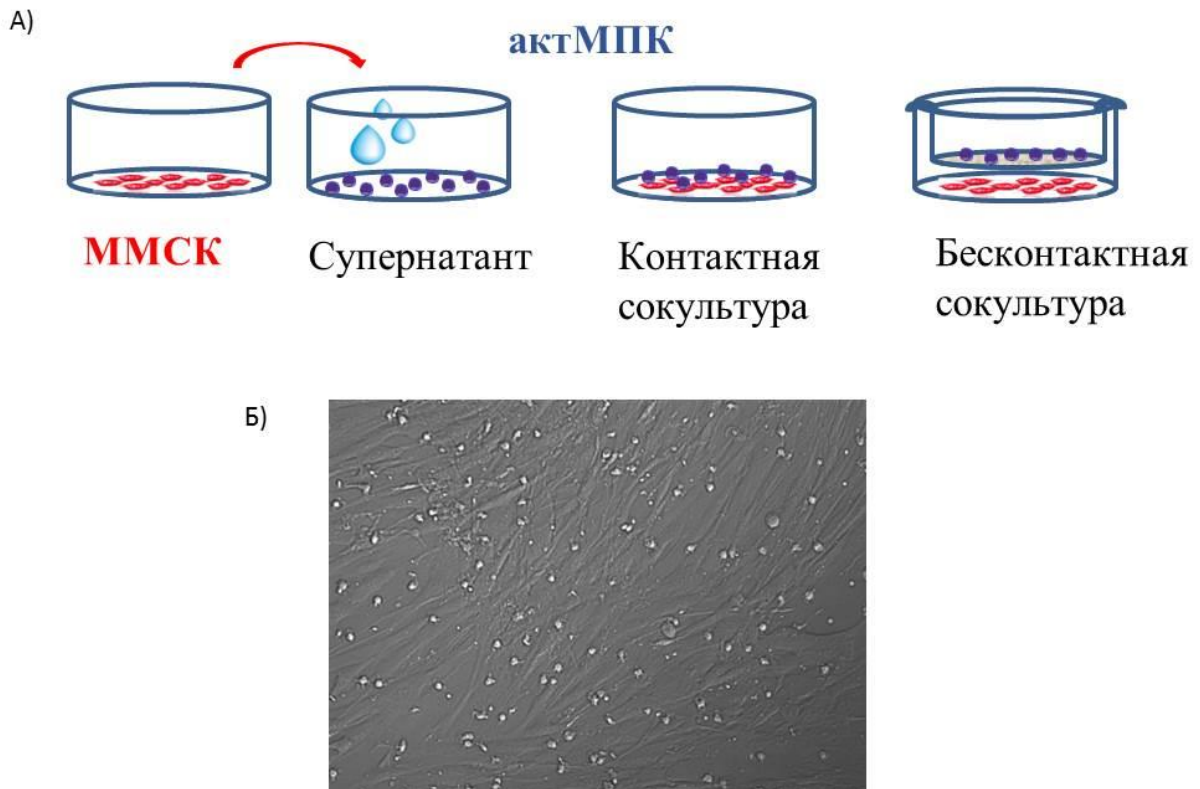 А)
актМПК
ММСК
Супернатант
Контактная
сокультура
Бесконтактная
сокультура
Б)